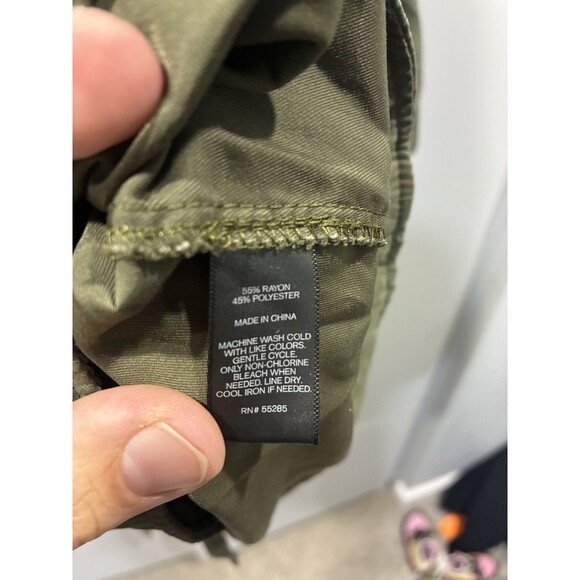 55% RAYON
45% POLYESTER
MADE IN CHINA
MACHINE WASH COLD
WITH LIKE COLORS.
GENTLE CYCLE.
ONLY NON-CHLORINE
BLEACH WHEN
NEEDED. LINE DRY.
COOL IRON IF NEEDED.
RN# 55285